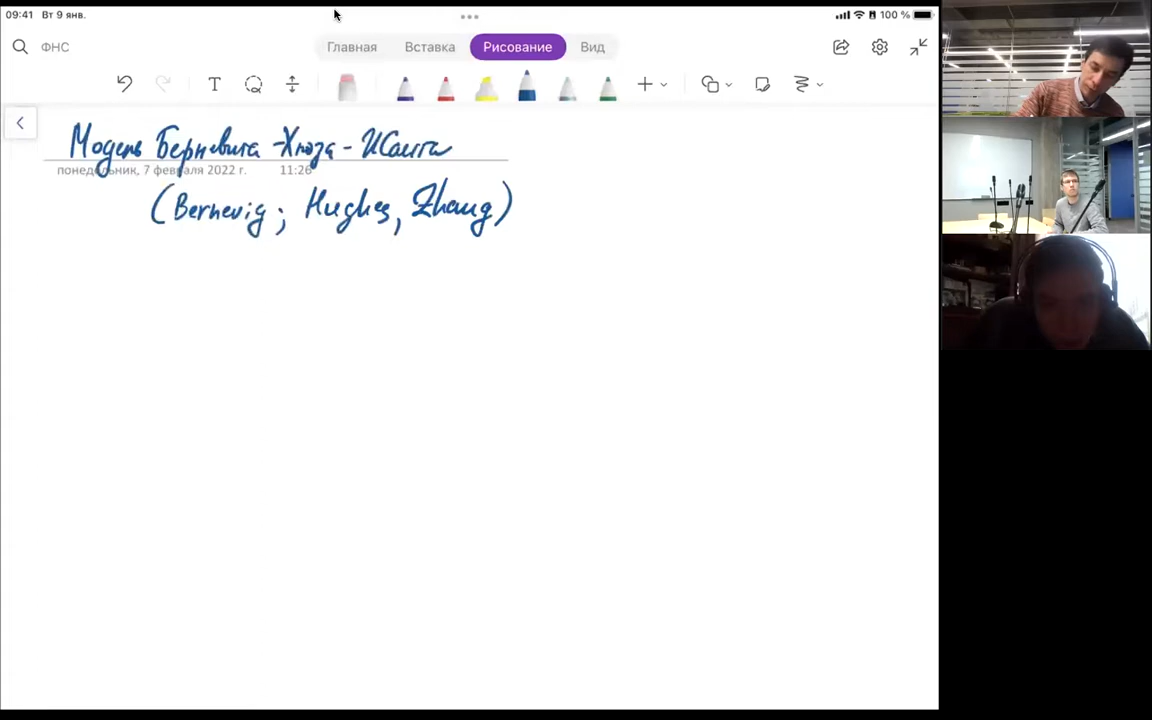 09:41 Вт 9 янв.
100 %
ФНС
Главная Вставка Рисование Вид
Модель Берневига-Хюза-Жанга
понедельник, 7 февраля 2022 г. 11:26
(Bernevig; Hughes, Zhang)